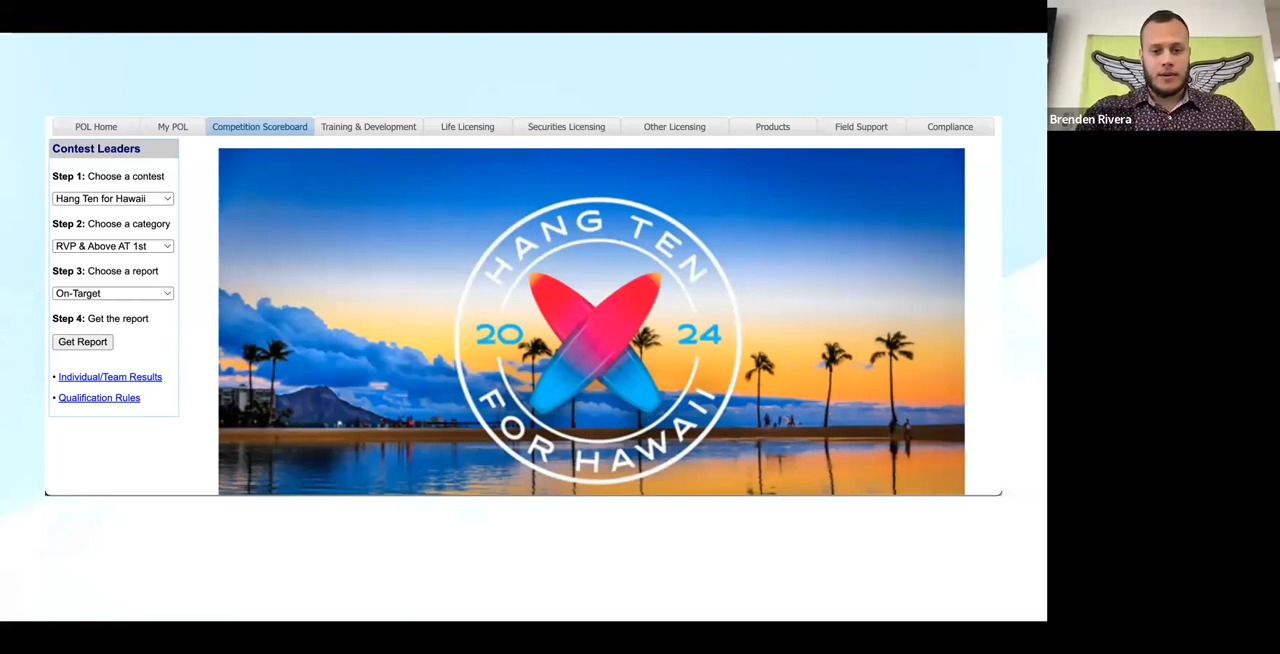 POL Home My POL Competition Scoreboard Training & Development Life Licensing Securities Licensing Other Licensing Products Field Support Compliance
Contest Leaders
Step 1: Choose a contest
Hang Ten for Hawaii
Step 2: Choose a category
RVP & Above AT 1st
Step 3: Choose a report
On-Target
Step 4: Get the report
Get Report
• Individual/Team Results
• Qualification Rules
HANG TEN
20 24
FOR HAWAII
Brenden Rivera